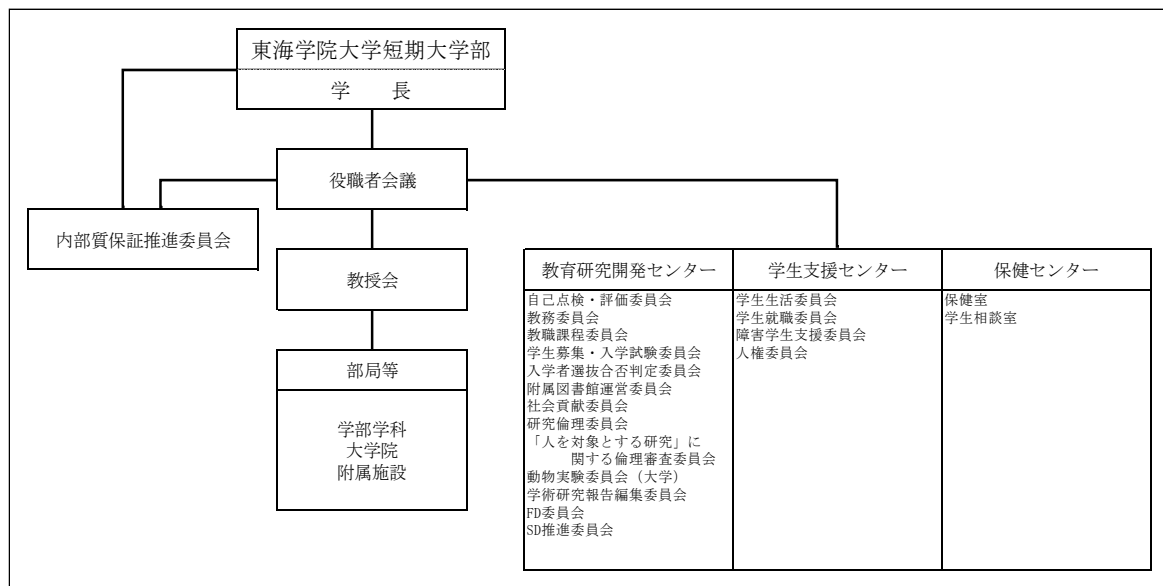 東海学院大学短期大学部
学　　長
役職者会議
内部質保証推進委員会
教授会
部局等
学部学科
大学院
附属施設
教育研究開発センター
自己点検・評価委員会
教務委員会
教職課程委員会
学生募集・入学試験委員会
入学者選抜合否判定委員会
附属図書館運営委員会
社会貢献委員会
研究倫理委員会
「人を対象とする研究」に
関する倫理審査委員会
動物実験委員会（大学）
学術研究報告編集委員会
FD委員会
SD推進委員会
学生支援センター
学生生活委員会
学生就職委員会
障害学生支援委員会
人権委員会
保健センター
保健室
学生相談室